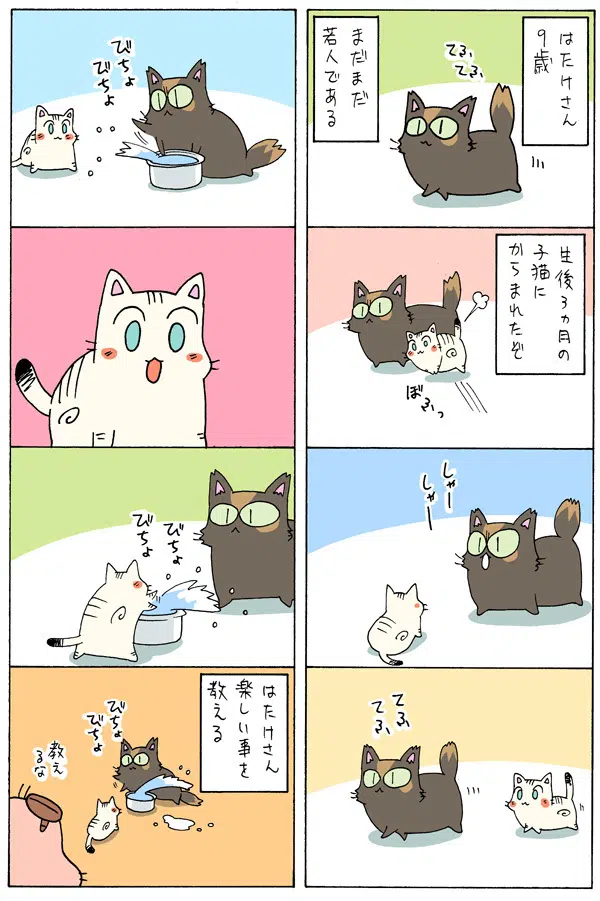 はたけさん
9歳
てふ
てふ
まだまだ
若人である
生後3ヵ月の
子猫に
からまれたぞ
ぼふっ
しゃー
しゃー
てふ
てふ
びちょ
びちょ
びちょ
びちょ
はたけさん
楽しい事を
教える
びちょ
びちょ
教え
るな